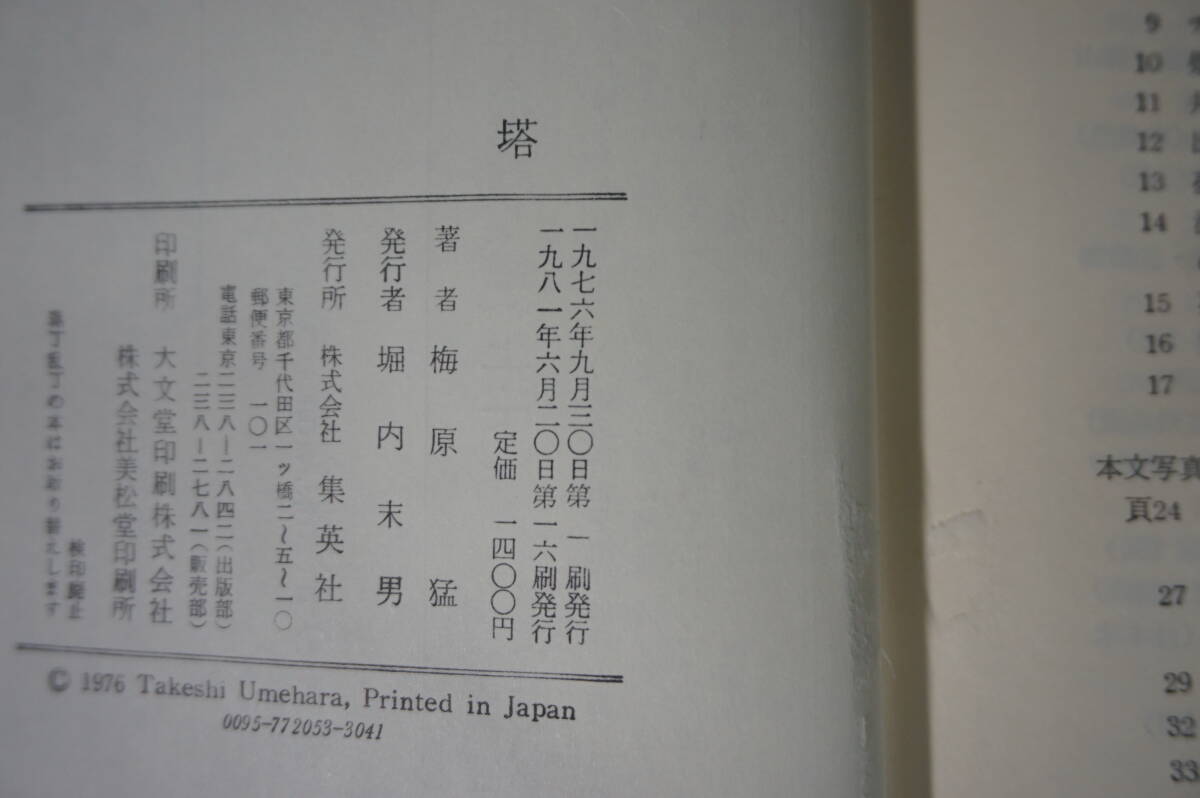 塔
一九七六年九月三〇日第一刷発行
一九八一年六月二〇日第一六刷発行
定価 一四〇〇円
著者 梅原猛
発行者 堀内末男
発行所 株式会社 集英社
東京都千代田区一ツ橋二〜五〜一〇
郵便番号 一〇一
電話東京二三八―二八四二(出版部)
二三八―二七八一(販売部)
印刷所 大文堂印刷株式会社
株式会社美松堂印刷所
検印廃止
落丁乱丁の本はお取り替えします
© 1976 Takeshi Umehara, Printed in Japan
0095-772053-3041
9
10
11
12
13
14
15
16
17
本文写真
頁24
27
29
32
33